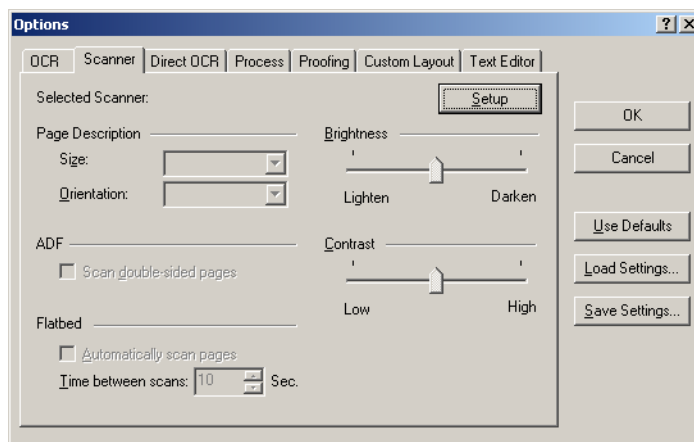 Options
OCR Scanner Direct OCR Process Proofing Custom Layout Text Editor
Selected Scanner: Setup
Page Description Brightness
Size:
Orientation: Lighten Darken
ADF Contrast
Scan double-sided pages
Low High
Flatbed
Automatically scan pages
Time between scans: 10 Sec.
OK
Cancel
Use Defaults
Load Settings...
Save Settings...